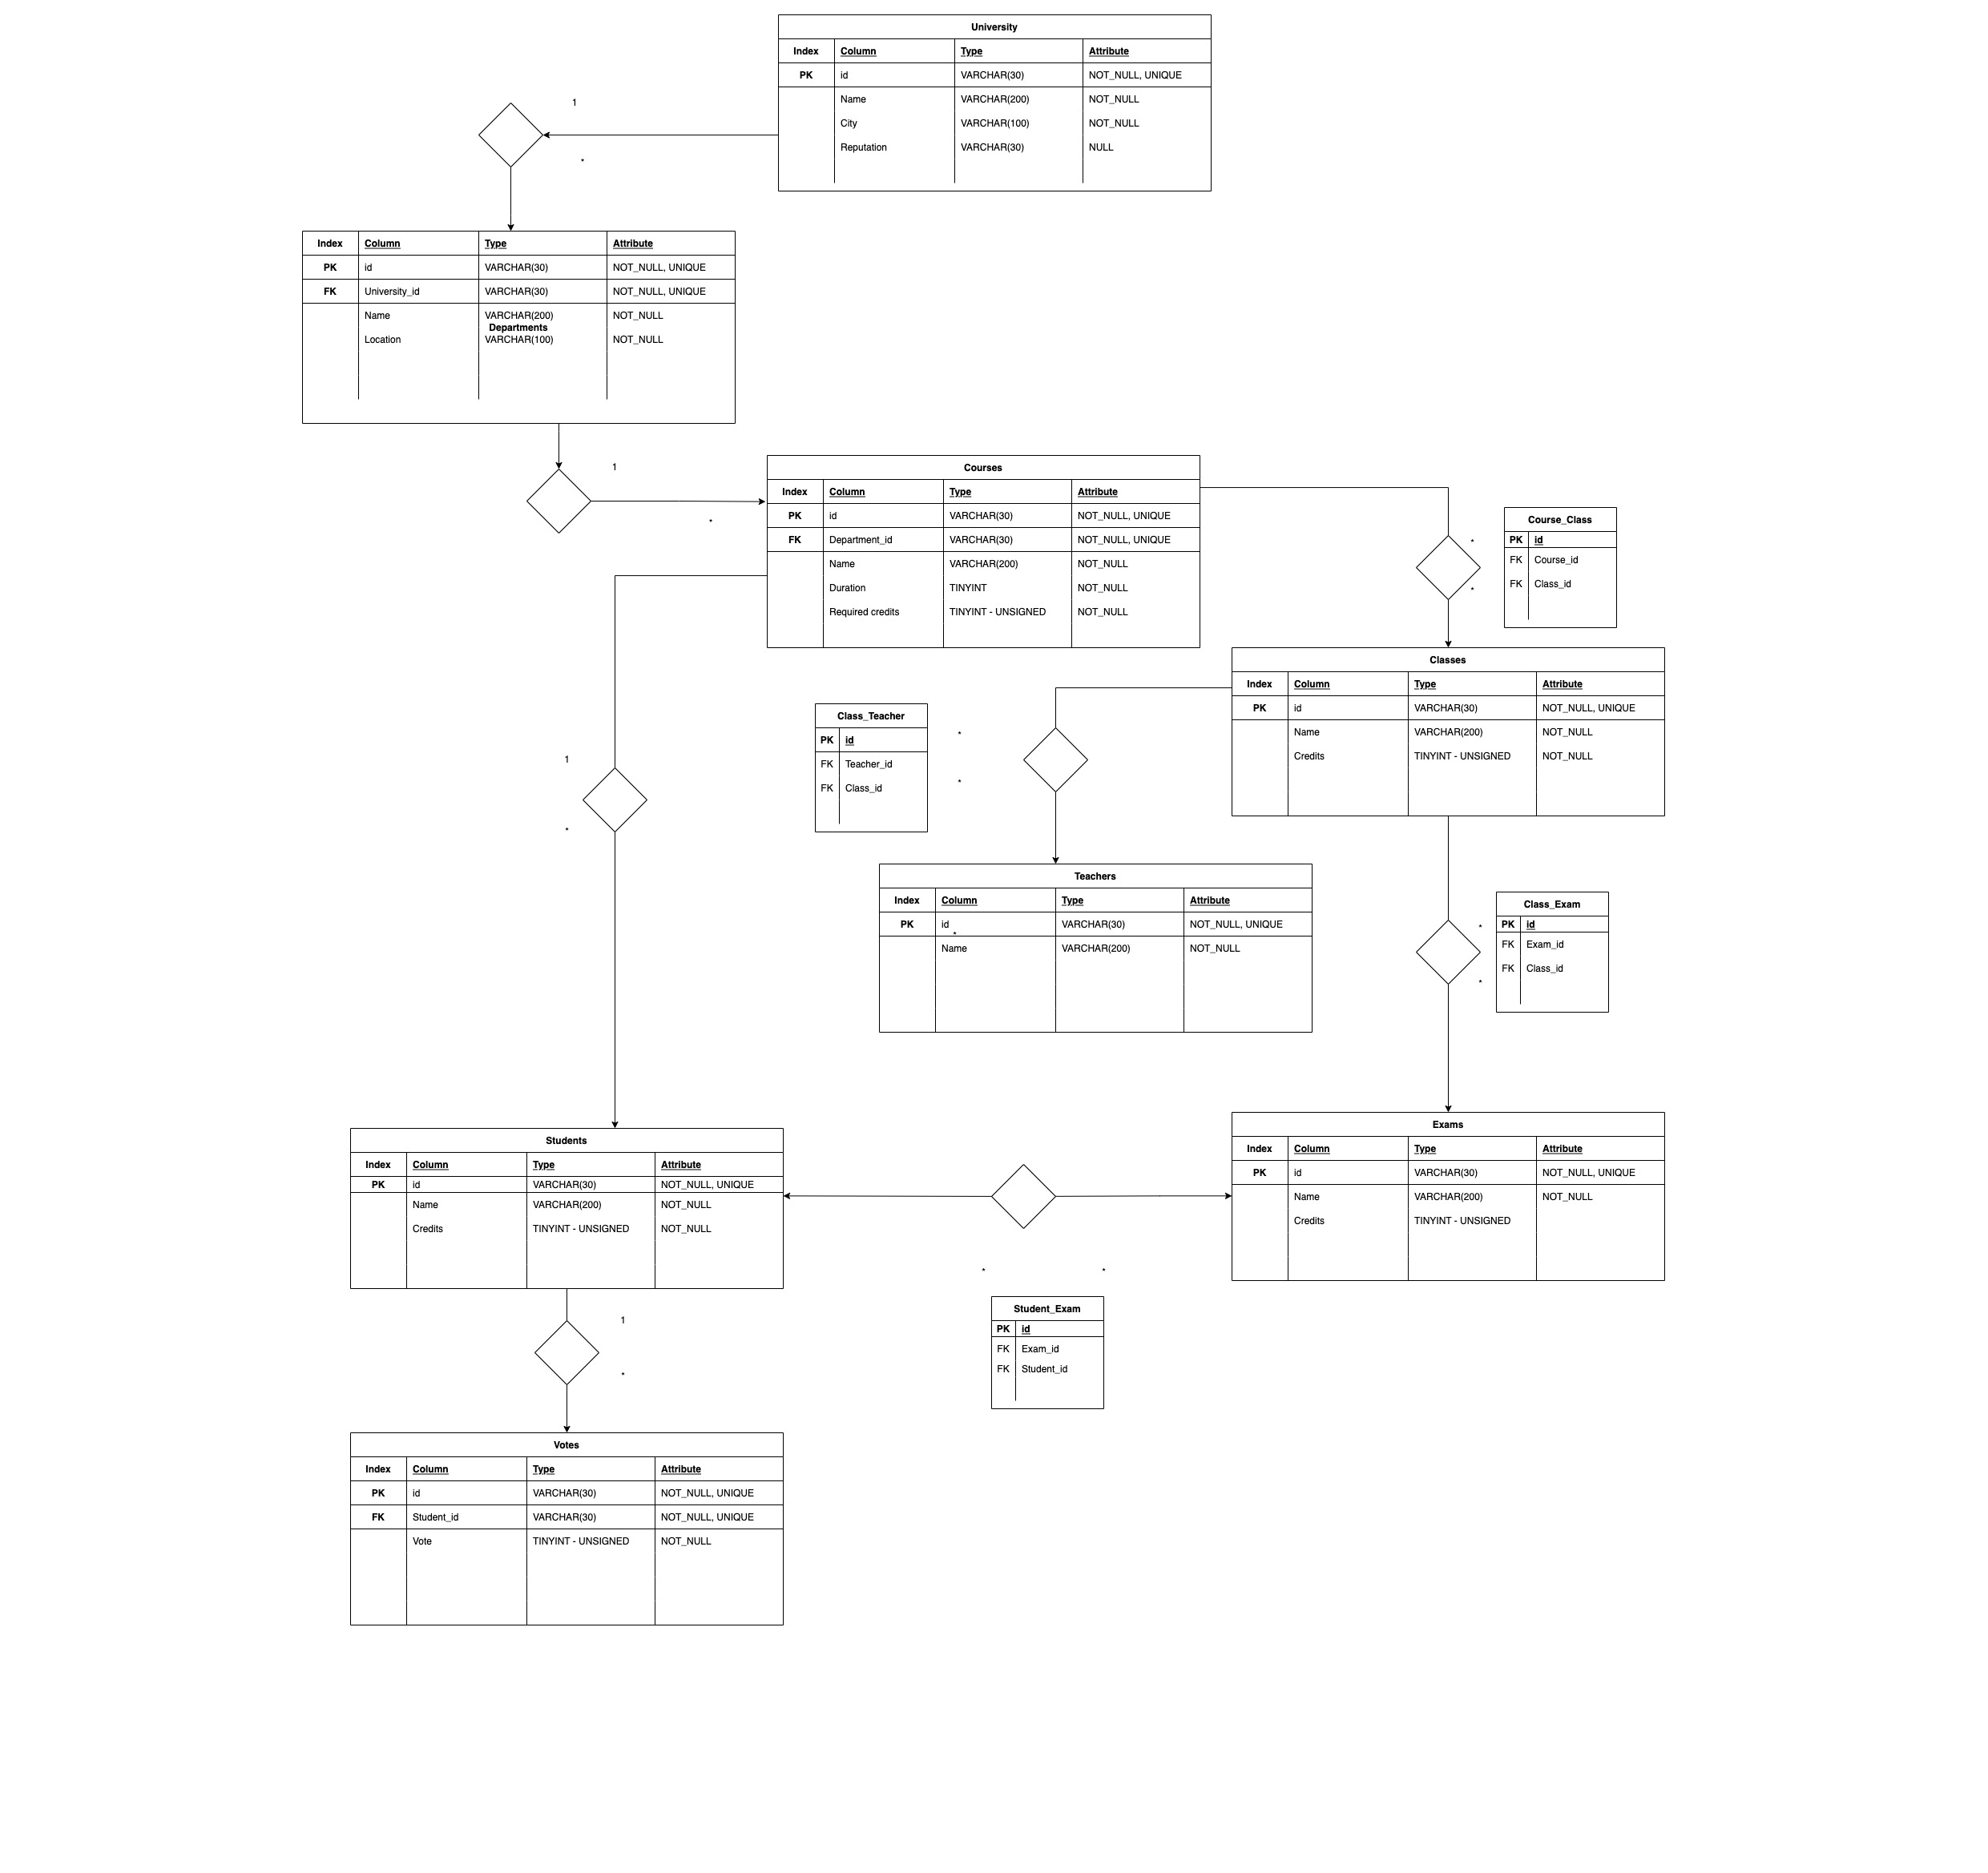 University
Index Column Type Attribute
PK id VARCHAR(30) NOT_NULL, UNIQUE
Name VARCHAR(200) NOT_NULL
City VARCHAR(100) NOT_NULL
Reputation VARCHAR(30) NULL
1
*
Index Column Type Attribute
PK id VARCHAR(30) NOT_NULL, UNIQUE
FK University_id VARCHAR(30) NOT_NULL, UNIQUE
Name VARCHAR(200) NOT_NULL
Departments
Location VARCHAR(100) NOT_NULL
1
*
Courses
Index Column Type Attribute
PK id VARCHAR(30) NOT_NULL, UNIQUE
FK Department_id VARCHAR(30) NOT_NULL, UNIQUE
Name VARCHAR(200) NOT_NULL
Duration TINYINT NOT_NULL
Required credits TINYINT - UNSIGNED NOT_NULL
*
*
Course_Class
PK id
FK Course_id
FK Class_id
Classes
Index Column Type Attribute
PK id VARCHAR(30) NOT_NULL, UNIQUE
Name VARCHAR(200) NOT_NULL
Credits TINYINT - UNSIGNED NOT_NULL
Class_Teacher
PK id
FK Teacher_id
FK Class_id
*
*
1
*
Teachers
Index Column Type Attribute
PK id VARCHAR(30) NOT_NULL, UNIQUE
*
Name VARCHAR(200) NOT_NULL
*
*
Class_Exam
PK id
FK Exam_id
FK Class_id
Students
Index Column Type Attribute
PK id VARCHAR(30) NOT_NULL, UNIQUE
Name VARCHAR(200) NOT_NULL
Credits TINYINT - UNSIGNED NOT_NULL
Exams
Index Column Type Attribute
PK id VARCHAR(30) NOT_NULL, UNIQUE
Name VARCHAR(200) NOT_NULL
Credits TINYINT - UNSIGNED
* *
Student_Exam
PK id
FK Exam_id
FK Student_id
1
*
Votes
Index Column Type Attribute
PK id VARCHAR(30) NOT_NULL, UNIQUE
FK Student_id VARCHAR(30) NOT_NULL, UNIQUE
Vote TINYINT - UNSIGNED NOT_NULL